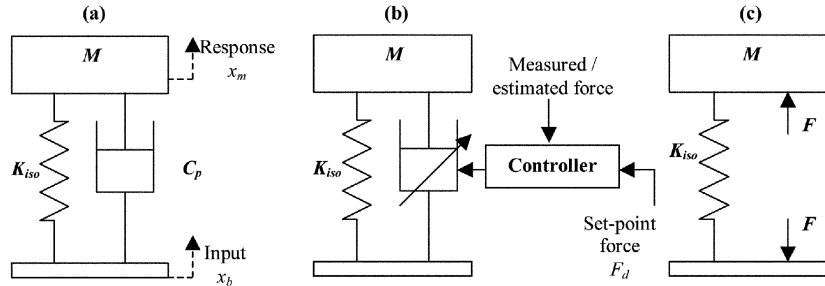 (a)
M
Response
x_m
K_iso
C_p
Input
x_b
(b)
M
Measured /
estimated force
K_iso
Controller
Set-point
force
F_d
(c)
M
F
K_iso
F